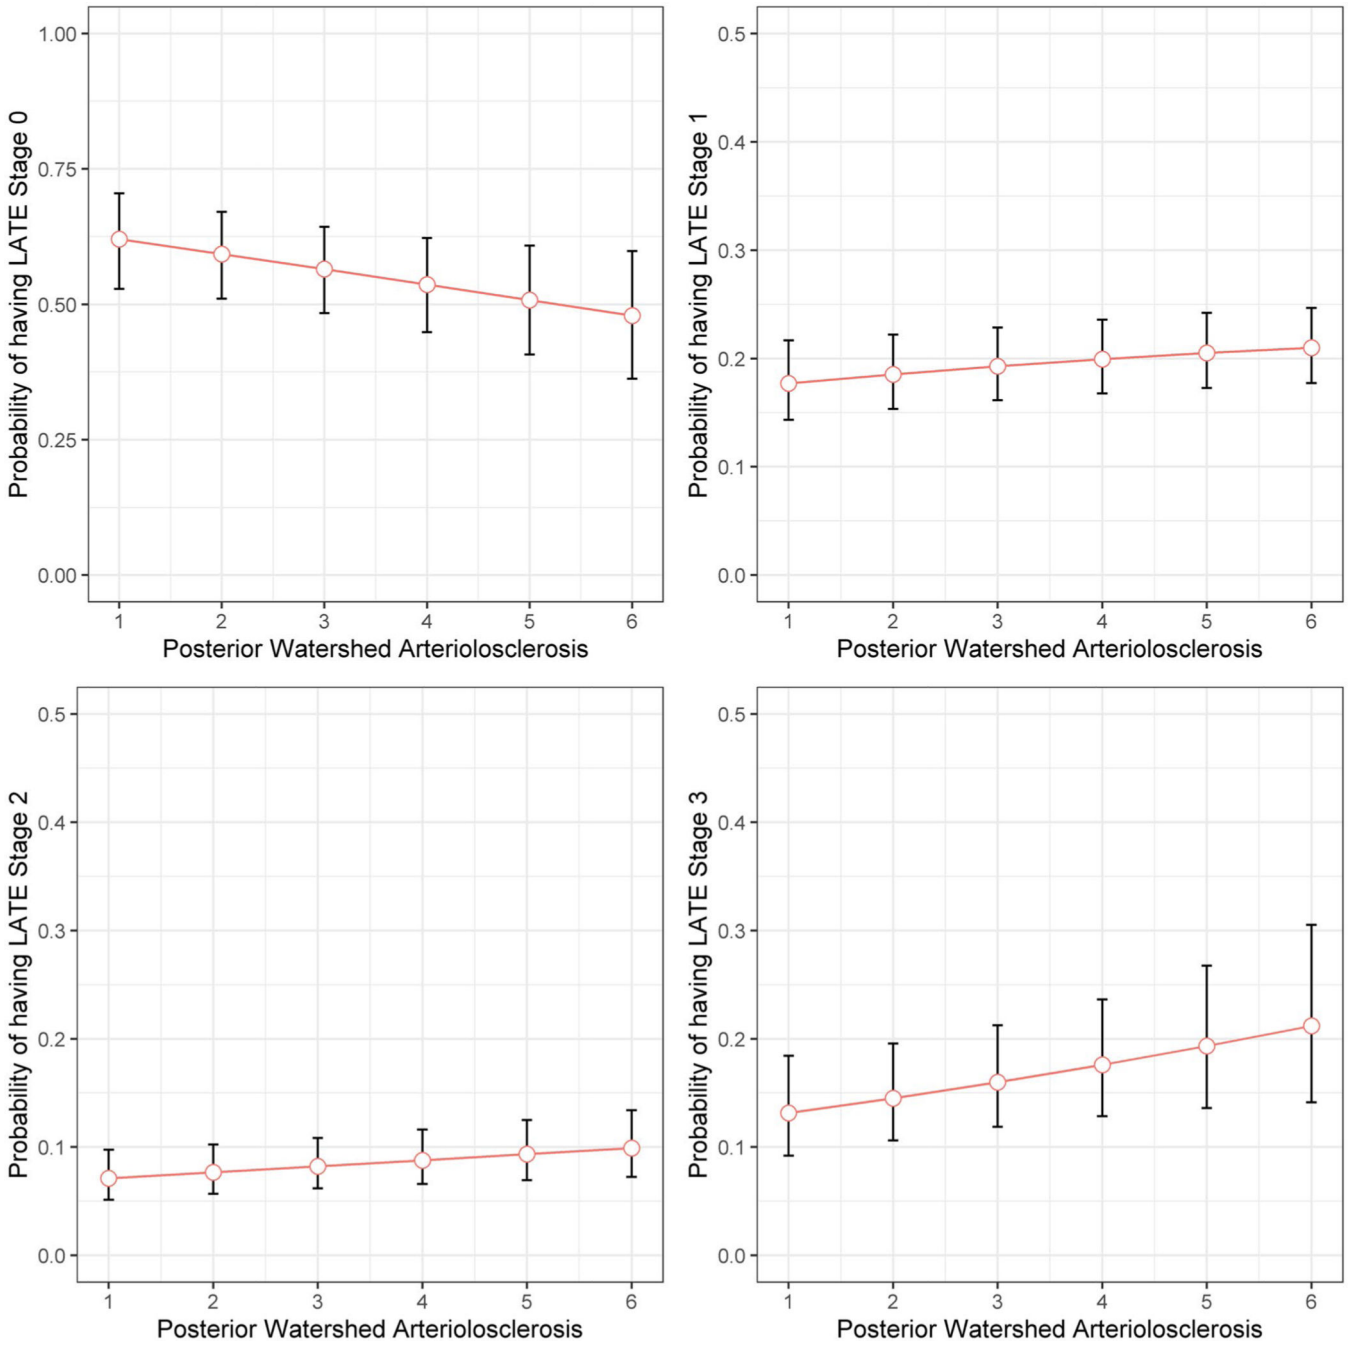 Probability of having LATE Stage 0
1.00
0.75
0.50
0.25
0.00
1 2 3 4 5 6
Posterior Watershed Arteriolosclerosis
Probability of having LATE Stage 1
0.5
0.4
0.3
0.2
0.1
0.0
1 2 3 4 5 6
Posterior Watershed Arteriolosclerosis
Probability of having LATE Stage 2
0.5
0.4
0.3
0.2
0.1
0.0
1 2 3 4 5 6
Posterior Watershed Arteriolosclerosis
Probability of having LATE Stage 3
0.5
0.4
0.3
0.2
0.1
0.0
1 2 3 4 5 6
Posterior Watershed Arteriolosclerosis